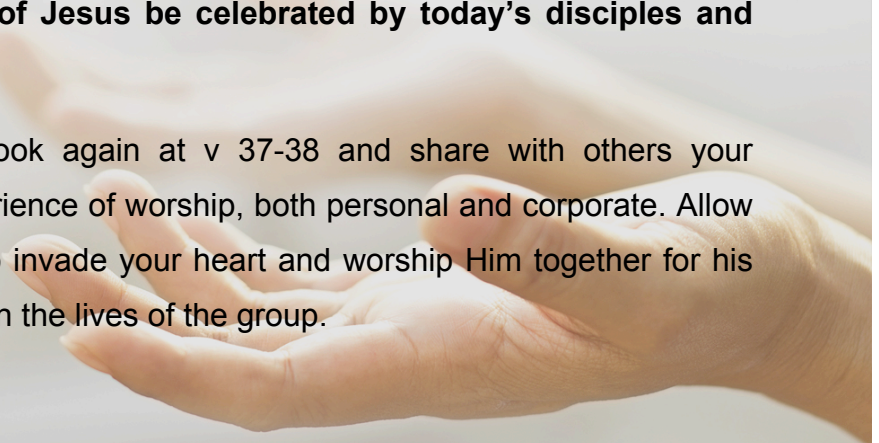 of Jesus be celebrated by today’s disciples and
ook again at v 37-38 and share with others your
rience of worship, both personal and corporate. Allow
invade your heart and worship Him together for his
n the lives of the group.